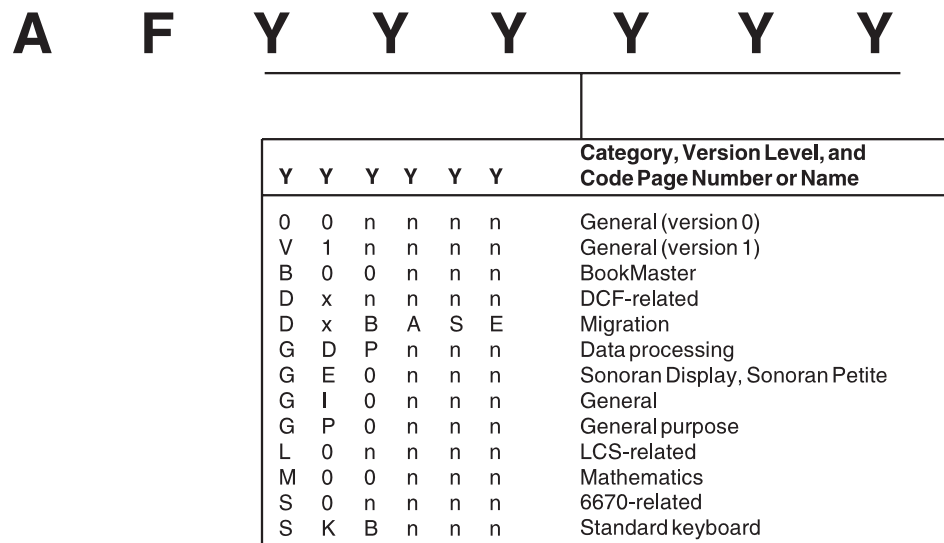 A F Y Y Y Y Y Y
Category, Version Level, and
Y Y Y Y Y Y Code Page Number or Name
0 0 n n n n General (version 0)
V 1 n n n n General (version 1)
B 0 0 n n n BookMaster
D x n n n n DCF-related
D x B A S E Migration
G D P n n n Data processing
G E 0 n n n Sonoran Display, Sonoran Petite
G I 0 n n n General
G P 0 n n n General purpose
L 0 n n n n LCS-related
M 0 0 n n n Mathematics
S 0 n n n n 6670-related
S K B n n n Standard keyboard